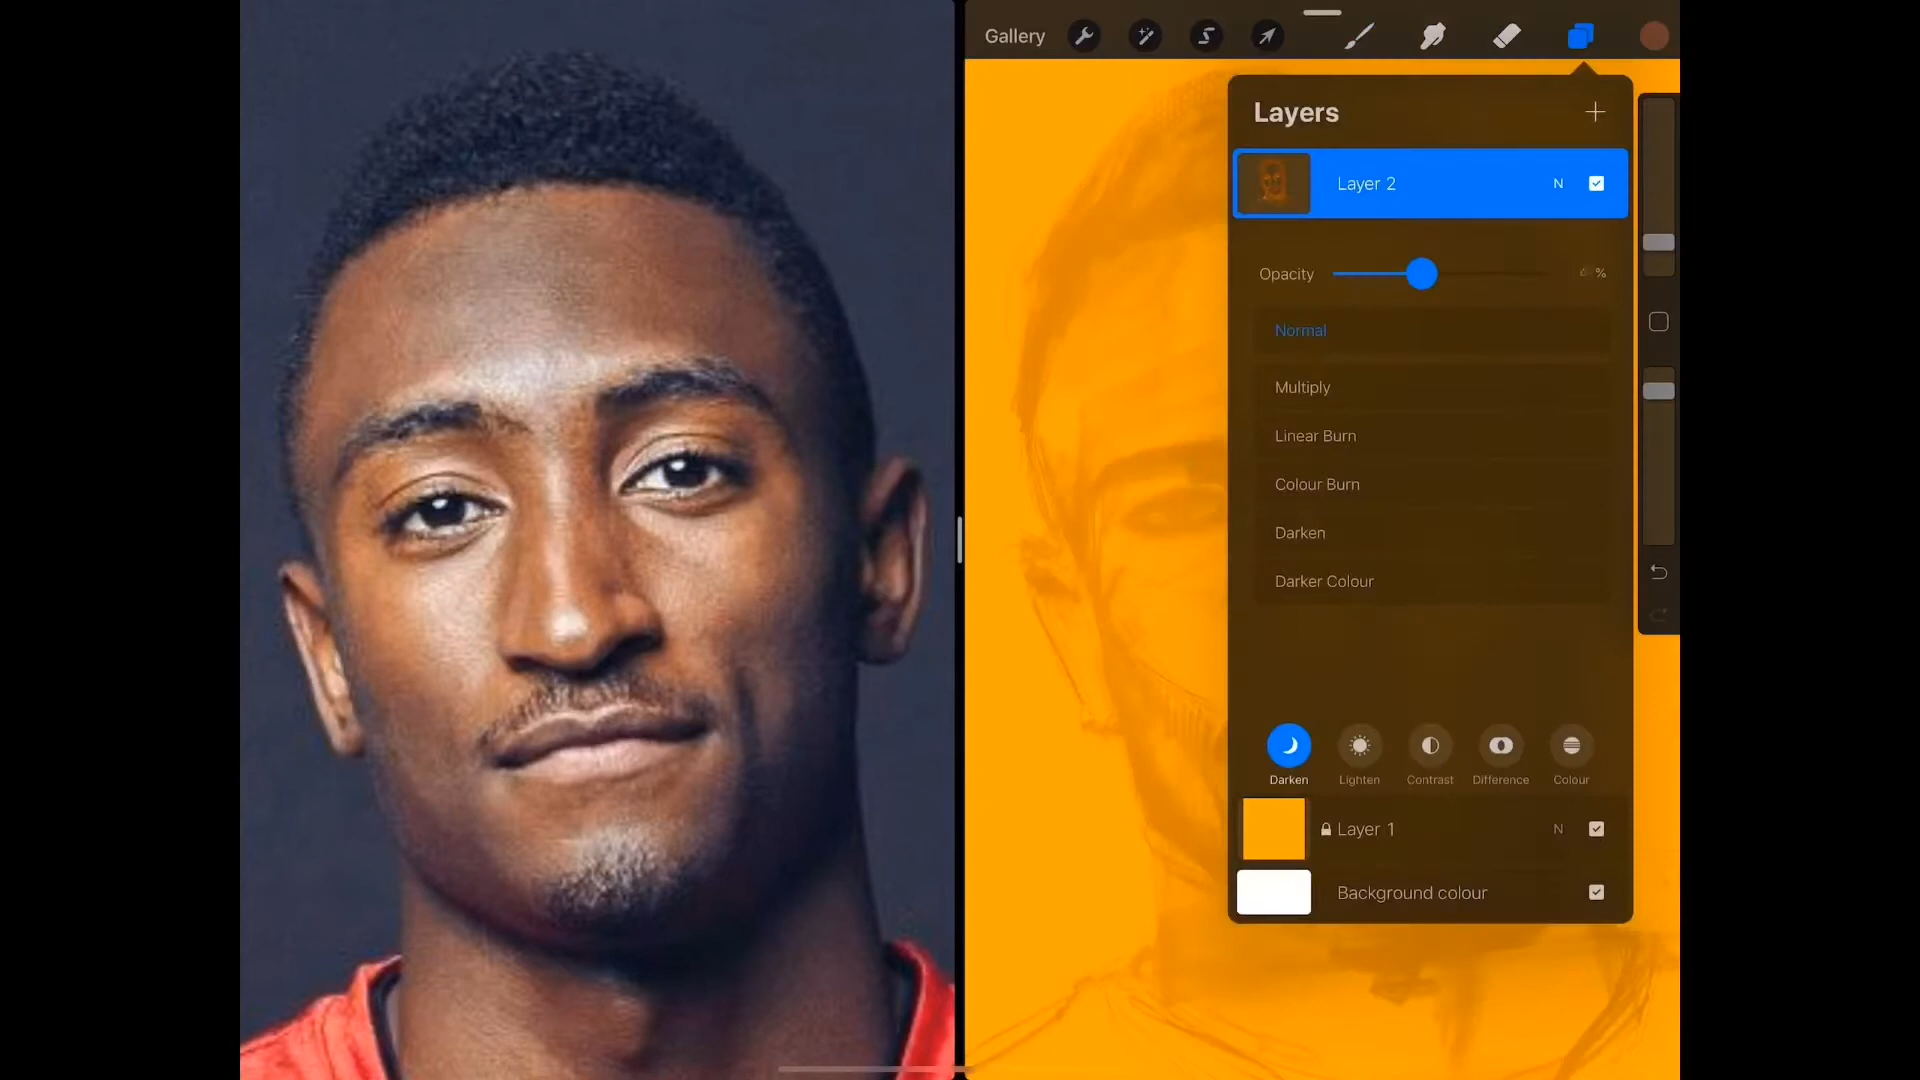 Gallery
Layers
Layer 2 N
Opacity %
Normal
Multiply
Linear Burn
Colour Burn
Darken
Darker Colour
Darken Lighten Contrast Difference Colour
Layer 1 N
Background colour